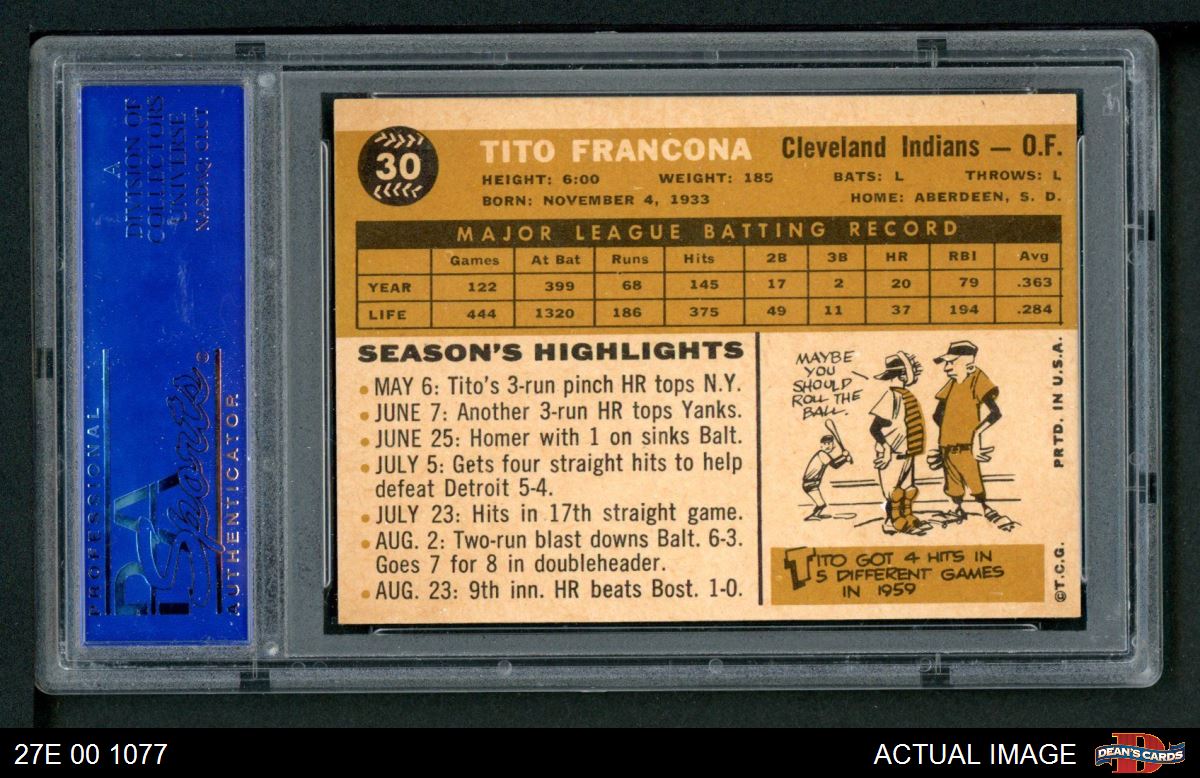 A
DIVISION OF
COLLECTORS
UNIVERSE
NASDAQ: CLCT
PROFESSIONAL
PSA
Sports
AUTHENTICATOR
30
TITO FRANCONA Cleveland Indians — O.F.
HEIGHT: 6:00 WEIGHT: 185 BATS: L THROWS: L
BORN: NOVEMBER 4, 1933 HOME: ABERDEEN, S. D.
MAJOR LEAGUE BATTING RECORD
Games At Bat Runs Hits 2B 3B HR RBI Avg
YEAR 122 399 68 145 17 2 20 79 .363
LIFE 444 1320 186 375 49 11 37 194 .284
SEASON'S HIGHLIGHTS
• MAY 6: Tito's 3-run pinch HR tops N.Y.
• JUNE 7: Another 3-run HR tops Yanks.
• JUNE 25: Homer with 1 on sinks Balt.
• JULY 5: Gets four straight hits to help
defeat Detroit 5-4.
• JULY 23: Hits in 17th straight game.
• AUG. 2: Two-run blast downs Balt. 6-3.
Goes 7 for 8 in doubleheader.
• AUG. 23: 9th inn. HR beats Bost. 1-0.
MAYBE
YOU
SHOULD
ROLL THE
BALL.
TITO GOT 4 HITS IN
5 DIFFERENT GAMES
IN 1959
©T.C.G. PRTD. IN U.S.A.
27E 00 1077
ACTUAL IMAGE
DEAN'S CARDS